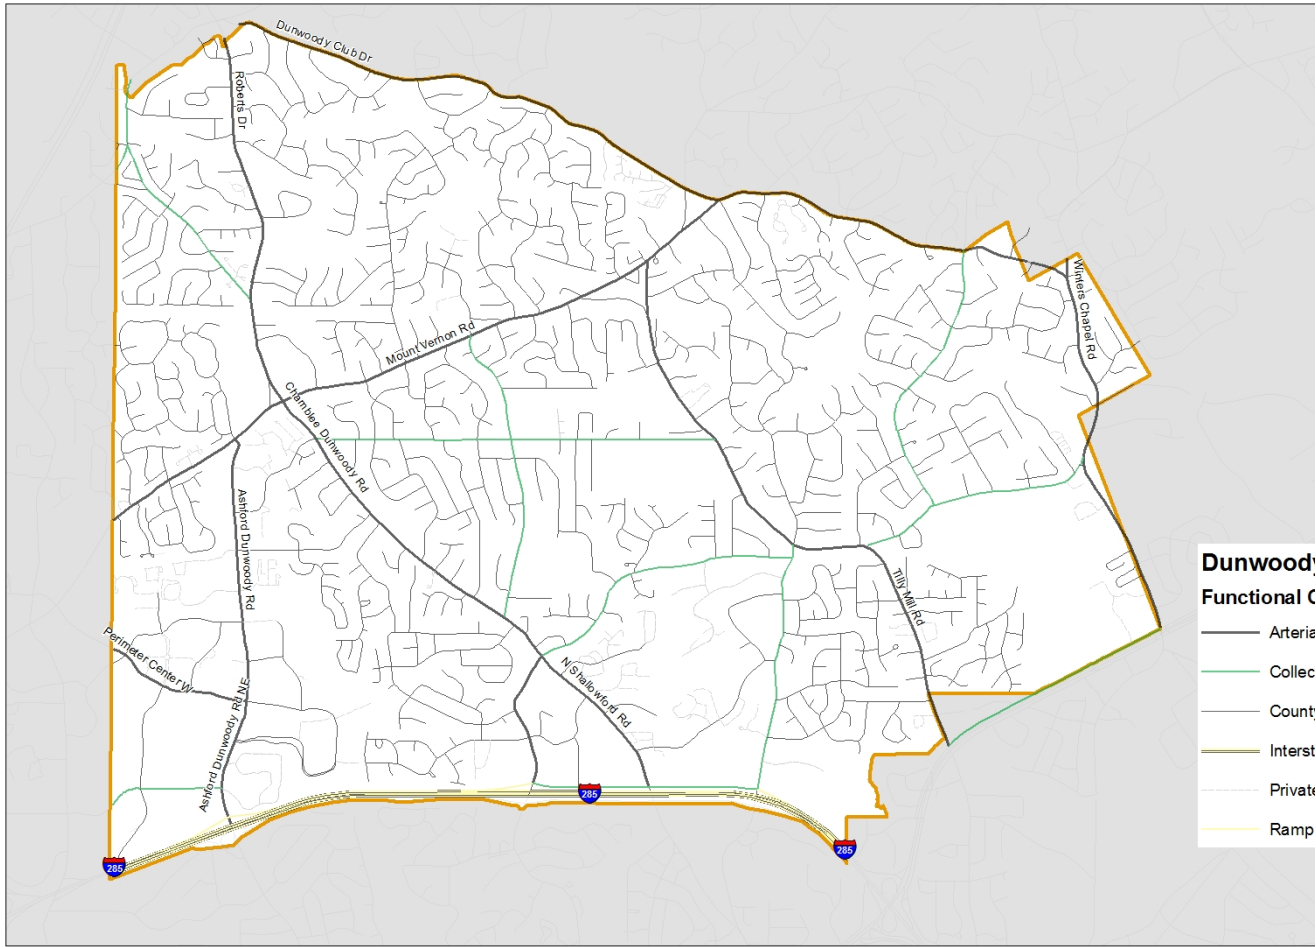 Dunwoody Club Dr
Roberts Dr
Winters Chapel Rd
Mount Vernon Rd
Chamblee Dunwoody Rd
Ashford Dunwoody Rd
Tilly Mill Rd
Perimeter Center W
N Shallowford Rd
Ashford Dunwoody Rd NE
285
285
285
Dunwoody
Functional C
Arteria
Collec
County
Interst
Private
Ramp